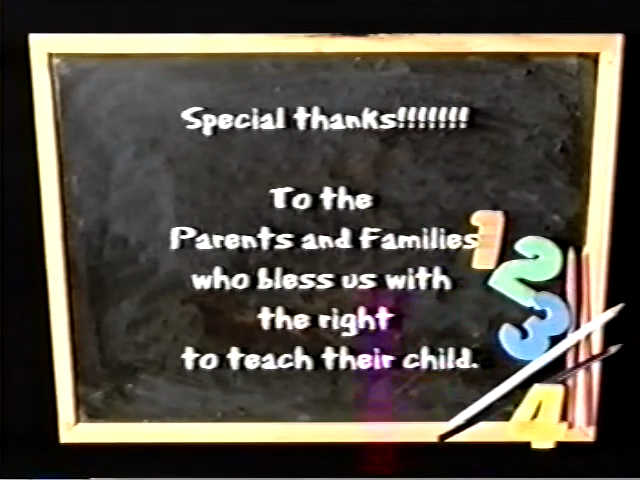 Special thanks!!!!!!!
To the
Parents and Families
who bless us with
the right
to teach their child.
1
2
3
4